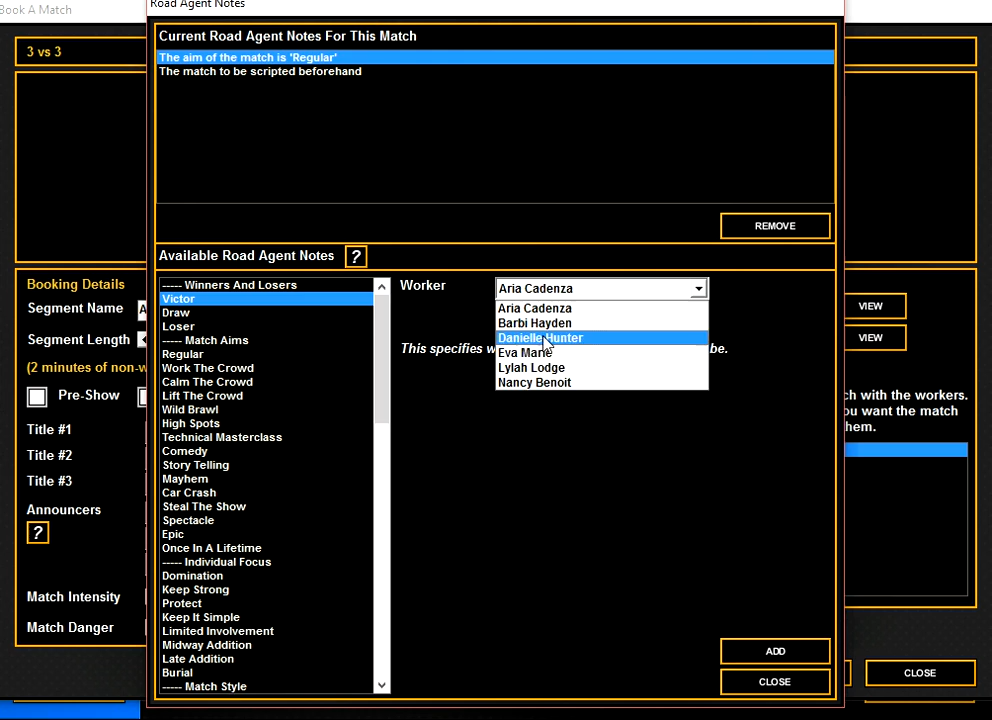 Book A Match
Road Agent Notes
3 vs 3
Current Road Agent Notes For This Match
The aim of the match is 'Regular'
The match to be scripted beforehand
REMOVE
Available Road Agent Notes ?
----- Winners And Losers
Victor
Draw
Loser
----- Match Aims
Regular
Work The Crowd
Calm The Crowd
Lift The Crowd
Wild Brawl
High Spots
Technical Masterclass
Comedy
Story Telling
Mayhem
Car Crash
Steal The Show
Spectacle
Epic
Once In A Lifetime
----- Individual Focus
Domination
Keep Strong
Protect
Keep It Simple
Limited Involvement
Midway Addition
Late Addition
Burial
----- Match Style
Worker
Aria Cadenza
Aria Cadenza
Barbi Hayden
Danielle Hunter
Eva Marie
Lylah Lodge
Nancy Benoit
This specifies w
be.
ADD
CLOSE
Booking Details
Segment Name A
Segment Length <
(2 minutes of non-w
Pre-Show
Title #1
Title #2
Title #3
Announcers
?
Match Intensity
Match Danger
VIEW
VIEW
ch with the workers.
ou want the match
hem.
CLOSE